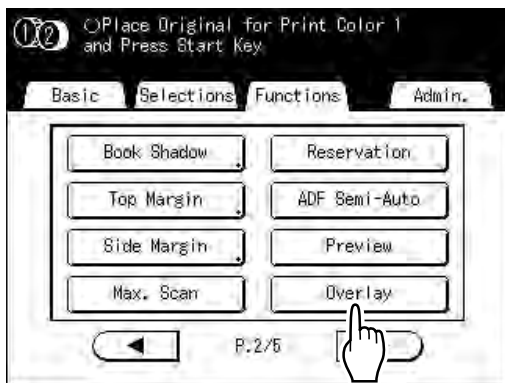 ①② ○Place Original for Print Color 1
and Press Start Key
Basic Selections Functions Admin.
Book Shadow Reservation
Top Margin ADF Semi-Auto
Side Margin Preview
Max. Scan Overlay
P.2/5